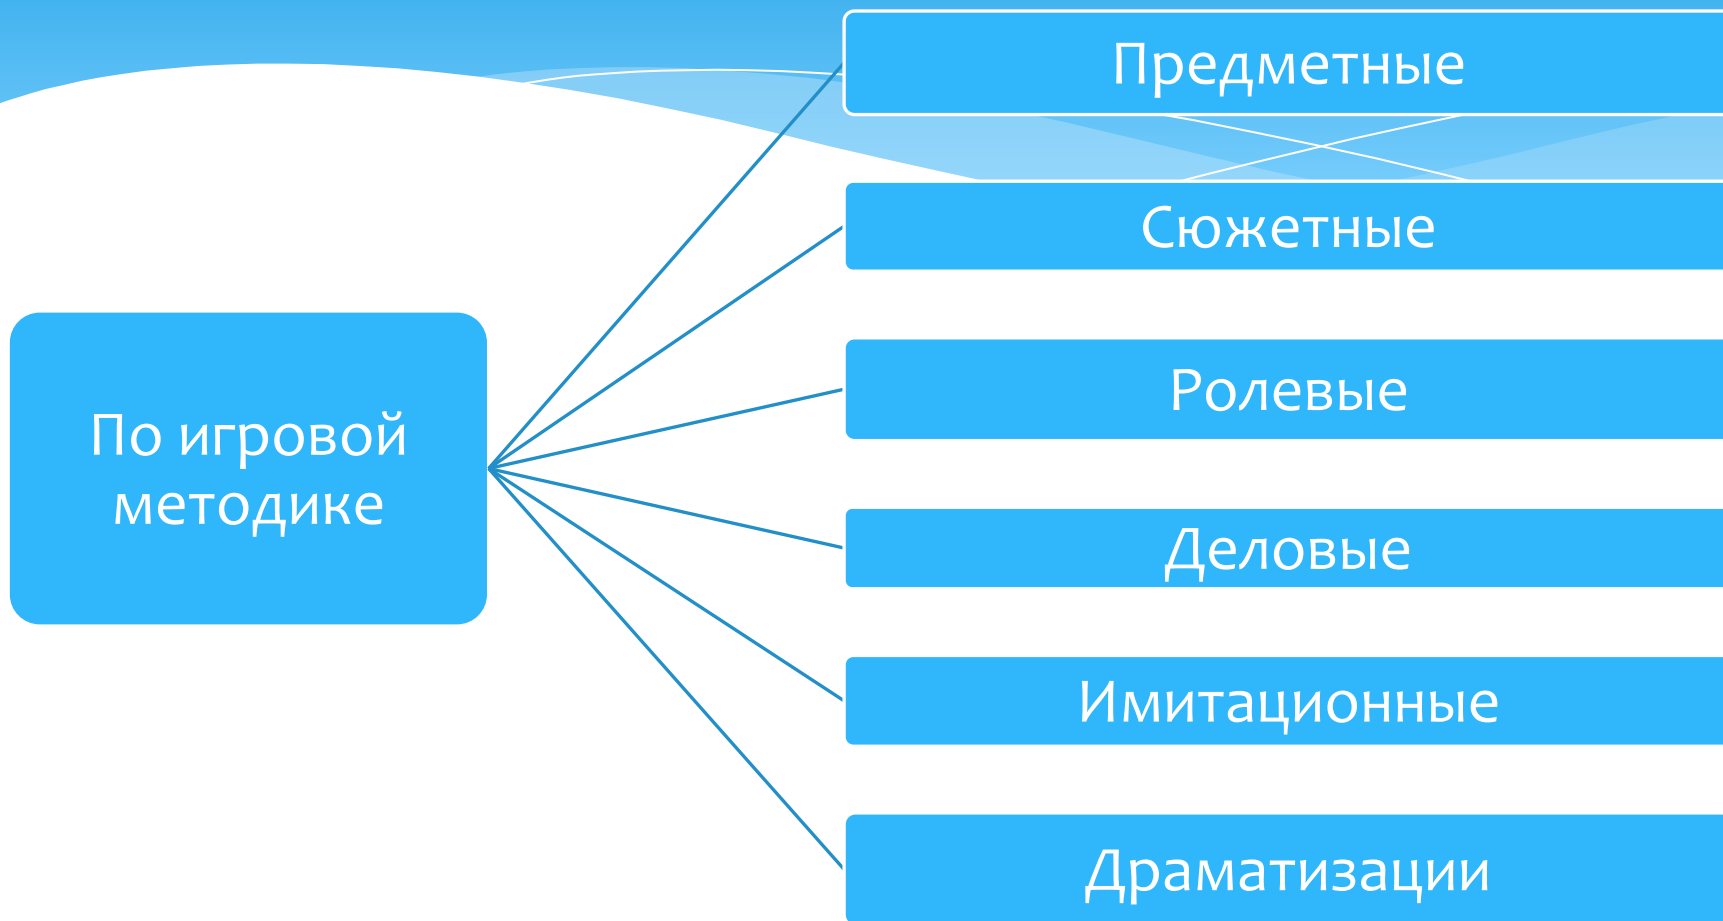 Предметные
Сюжетные
Ролевые
По игровой
методике
Деловые
Имитационные
Драматизации